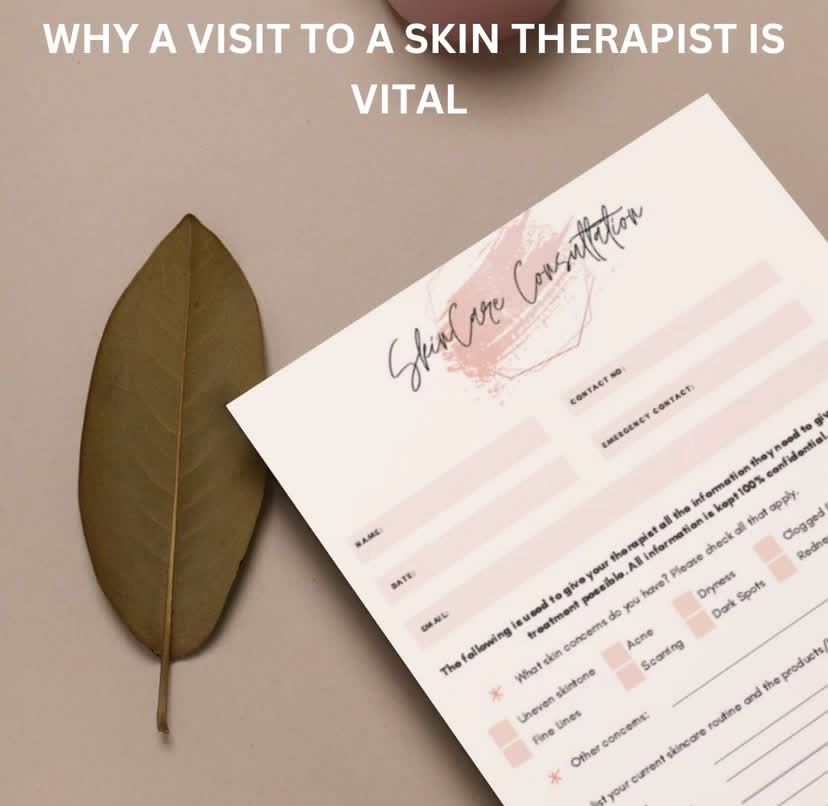 WHY A VISIT TO A SKIN THERAPIST IS
VITAL
SkinCare Consultation
NAME:
CONTACT NO:
DATE:
EMERGENCY CONTACT:
EMAIL:
The following is used to give your therapist all the information they need to giv
treatment possible. All information is kept 100% confidential.
* What skin concerns do you have? Please check all that apply.
Uneven skintone Acne Dryness Clogged
Fine Lines Scarring Dark Spots Redne
* Other concerns:
ist your current skincare routine and the products/